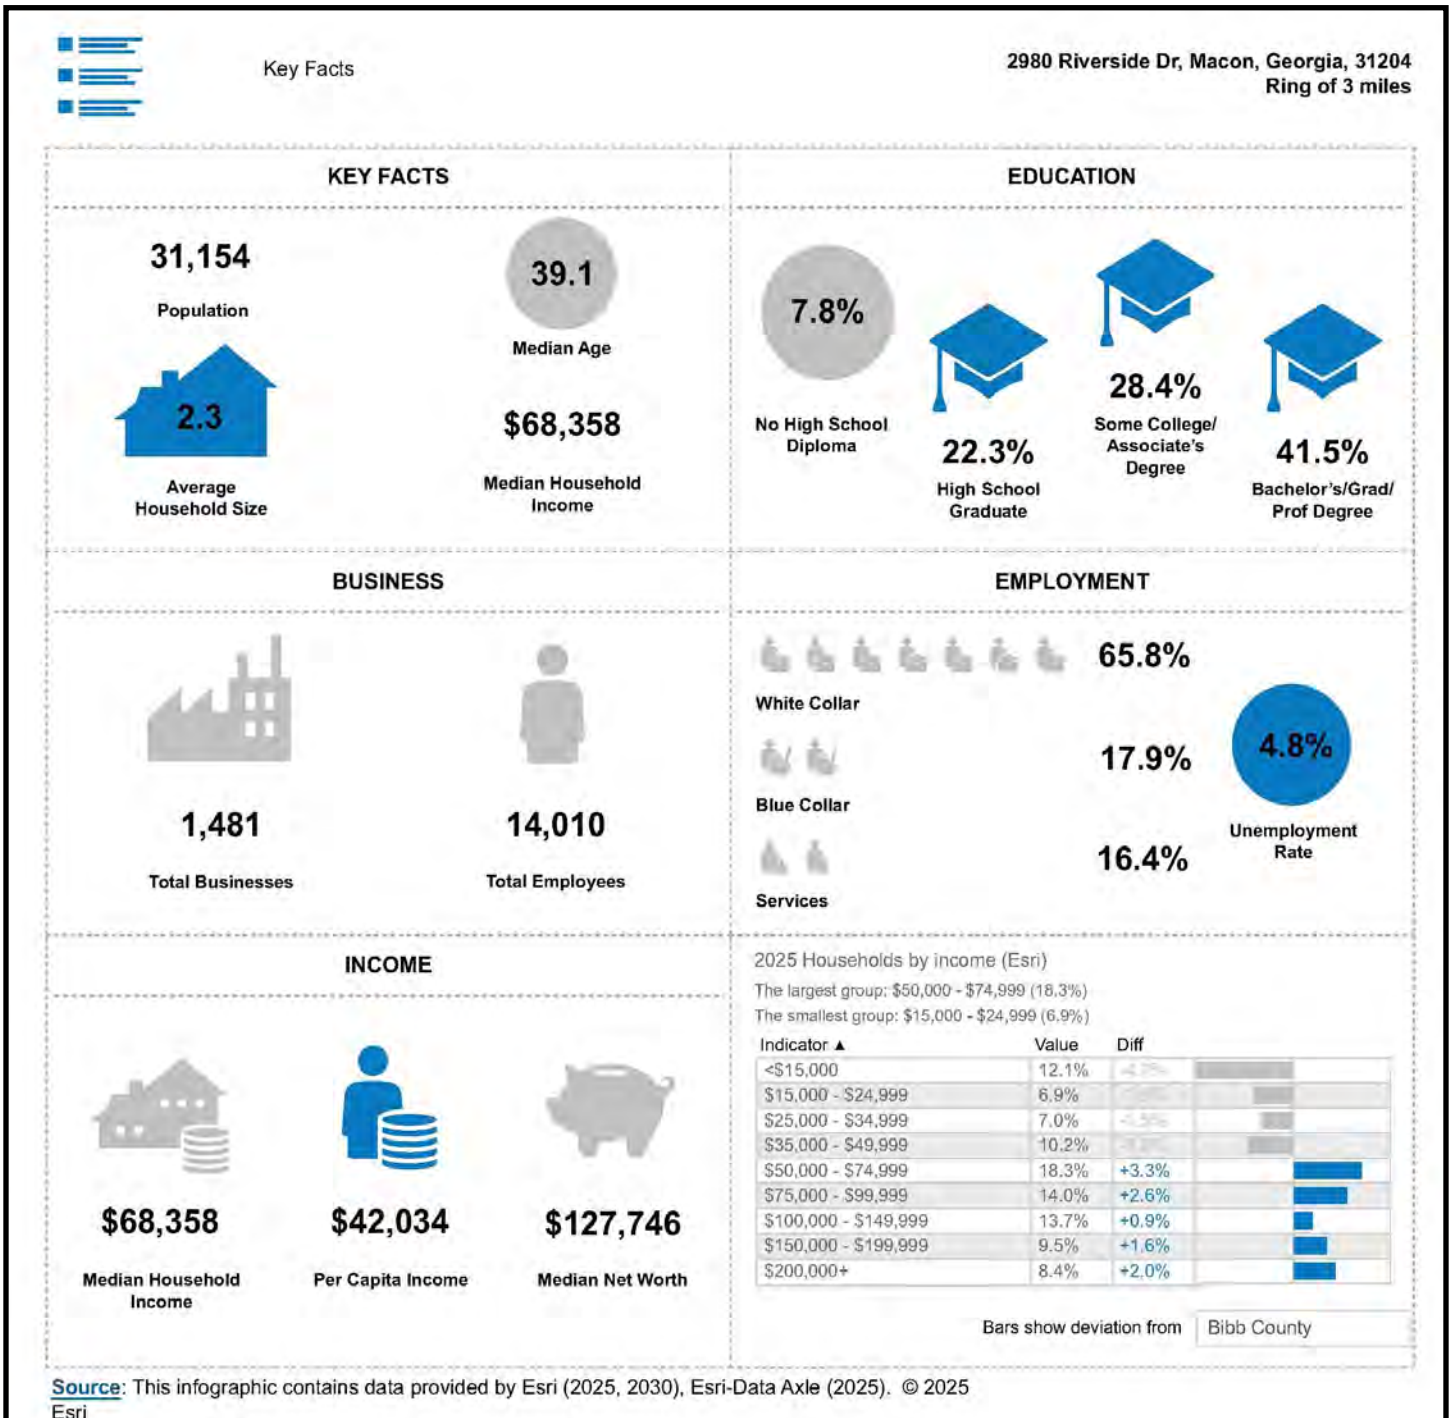 Key Facts
2980 Riverside Dr, Macon, Georgia, 31204
Ring of 3 miles
KEY FACTS
31,154
Population
39.1
Median Age
2.3
Average
Household Size
$68,358
Median Household
Income
EDUCATION
7.8%
No High School
Diploma
22.3%
High School
Graduate
28.4%
Some College/
Associate's
Degree
41.5%
Bachelor's/Grad/
Prof Degree
BUSINESS
1,481
Total Businesses
14,010
Total Employees
EMPLOYMENT
65.8%
White Collar
17.9%
Blue Collar
16.4%
Services
4.8%
Unemployment
Rate
INCOME
$68,358
Median Household
Income
$42,034
Per Capita Income
$127,746
Median Net Worth
2025 Households by income (Esri)
The largest group: $50,000 - $74,999 (18.3%)
The smallest group: $15,000 - $24,999 (6.9%)
Indicator ▲ Value Diff
<$15,000 12.1%
$15,000 - $24,999 6.9%
$25,000 - $34,999 7.0%
$35,000 - $49,999 10.2%
$50,000 - $74,999 18.3% +3.3%
$75,000 - $99,999 14.0% +2.6%
$100,000 - $149,999 13.7% +0.9%
$150,000 - $199,999 9.5% +1.6%
$200,000+ 8.4% +2.0%
Bars show deviation from Bibb County
Source: This infographic contains data provided by Esri (2025, 2030), Esri-Data Axle (2025). © 2025
Esri